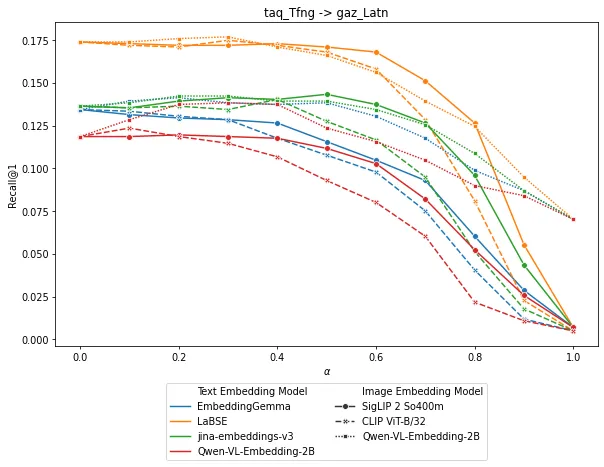 taq_Tfng -> gaz_Latn
Recall@1
0.175
0.150
0.125
0.100
0.075
0.050
0.025
0.000
0.0 0.2 0.4 0.6 0.8 1.0
α
Text Embedding Model
EmbeddingGemma
LaBSE
jina-embeddings-v3
Qwen-VL-Embedding-2B
Image Embedding Model
SigLIP 2 So400m
CLIP ViT-B/32
Qwen-VL-Embedding-2B